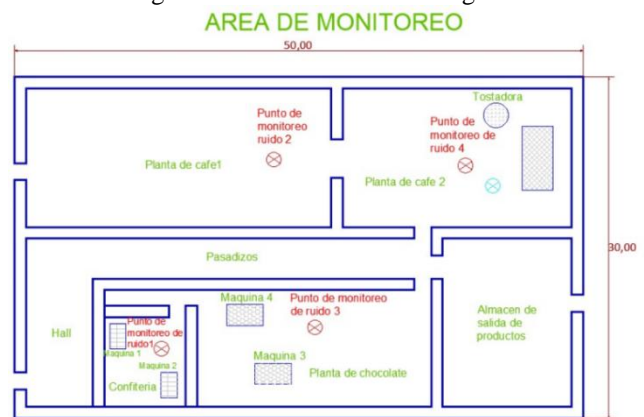 AREA DE MONITOREO
50,00
Tostadora
Punto de
monitoreo
ruido 2
Punto de
monitoreo de
ruido 4
Planta de cafe1
Planta de cafe 2
30,00
Pasadizos
Maquina 4
Punto de monitoreo
de ruido 3
Almacen de
salida de
productos
Hall
Punto de
monitoreo de
ruido1
Maquina 1
Maquina 2
Maquina 3
Planta de chocolate
Confiteria